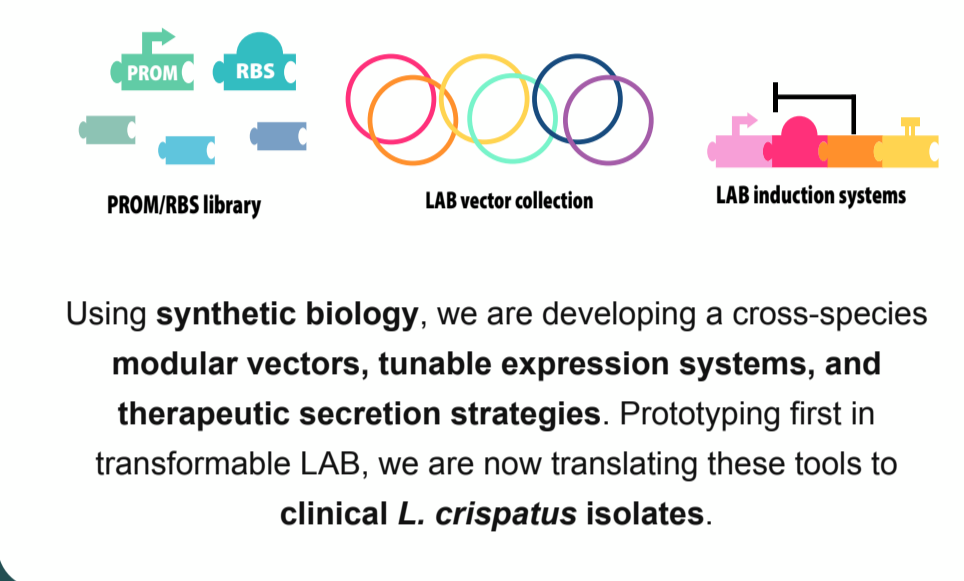 PROM
RBS
PROM/RBS library
LAB vector collection
LAB induction systems
Using synthetic biology, we are developing a cross-species
modular vectors, tunable expression systems, and
therapeutic secretion strategies. Prototyping first in
transformable LAB, we are now translating these tools to
clinical L. crispatus isolates.